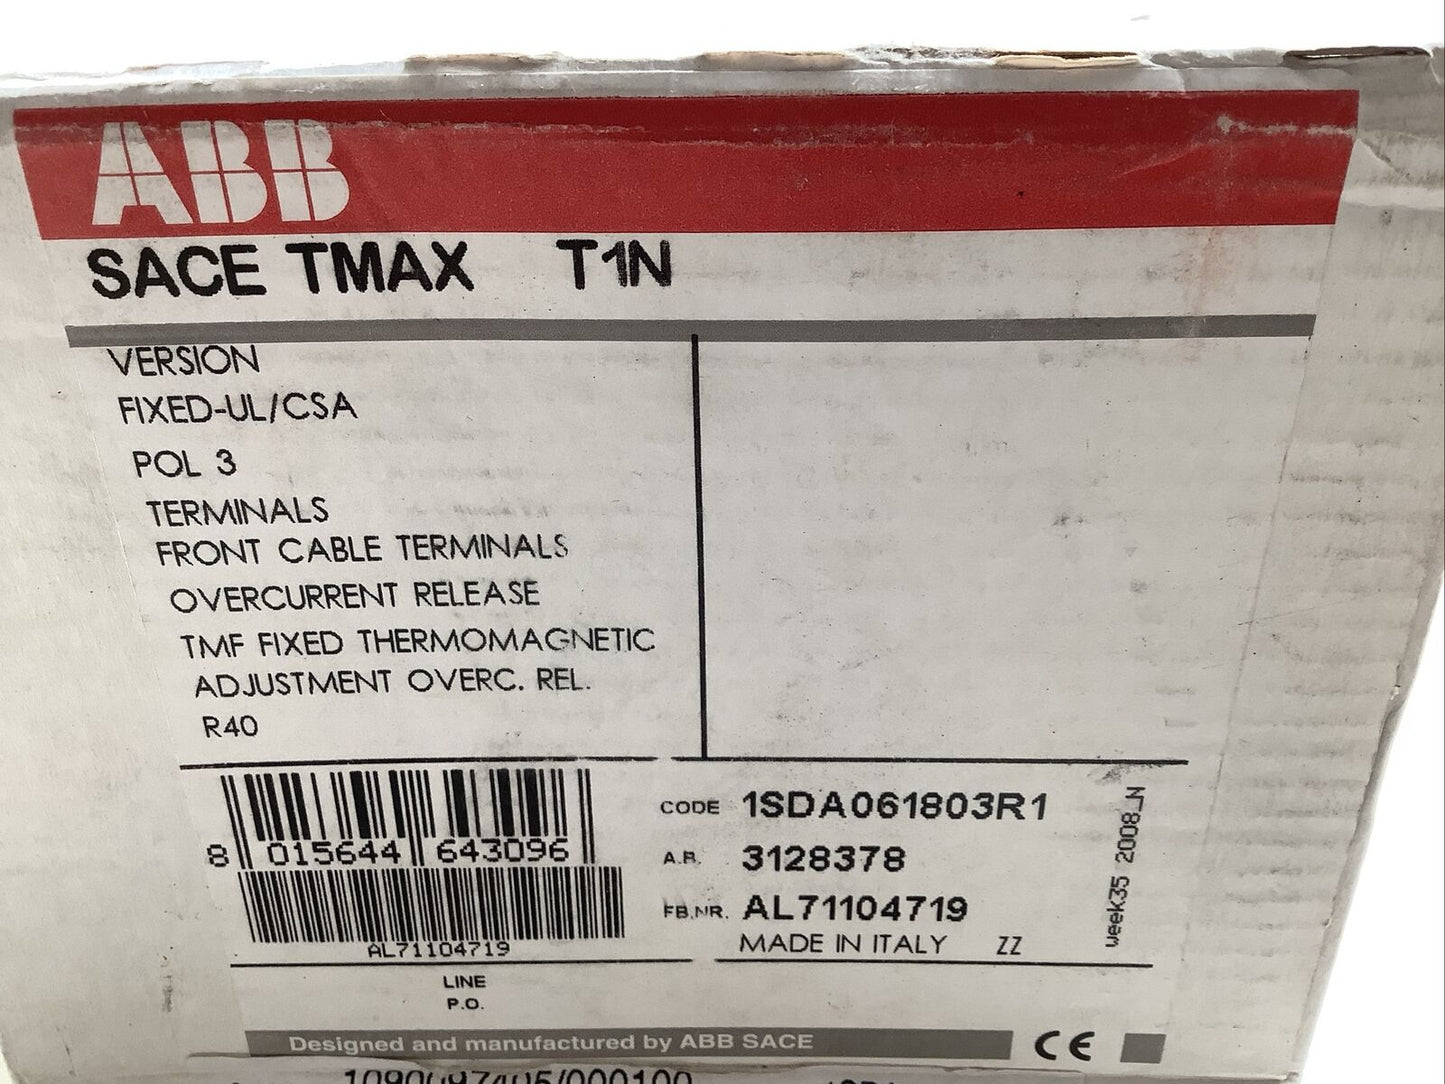 ABB
SACE TMAX T1N
VERSION
FIXED-UL/CSA
POL 3
TERMINALS
FRONT CABLE TERMINALS
OVERCURRENT RELEASE
TMF FIXED THERMOMAGNETIC
ADJUSTMENT OVERC. REL.
R40
8 015644 643096
AL71104719
CODE 1SDA061803R1
A.R. 3128378
FB.NR. AL71104719
MADE IN ITALY ZZ
week35 2008_N
LINE
P.O.
Designed and manufactured by ABB SACE
CE